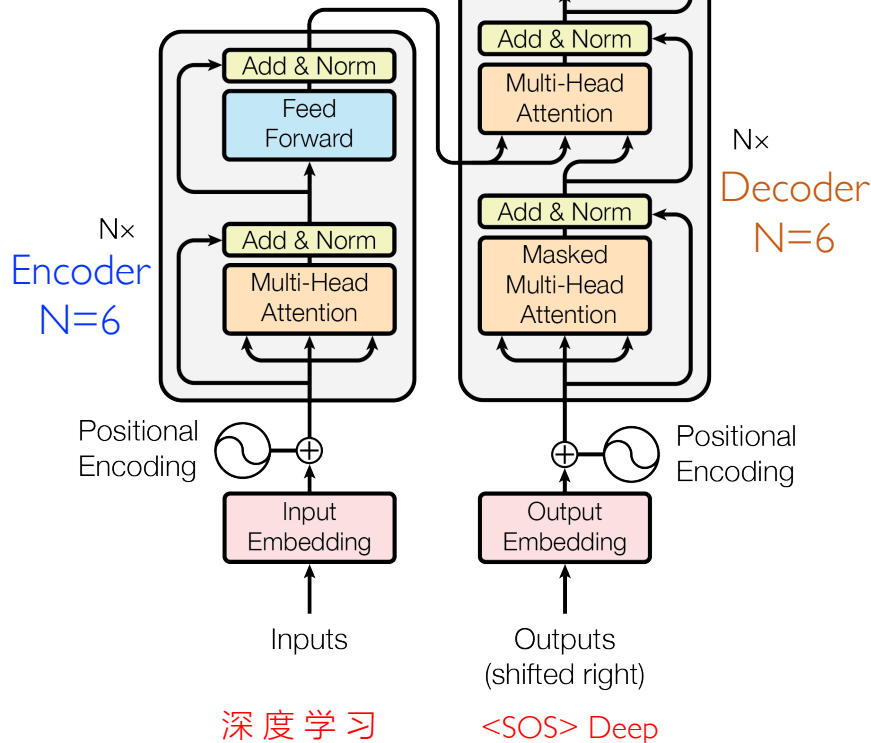 Add & Norm
Feed
Forward
Add & Norm
Multi-Head
Attention
N×
Encoder
N=6
Positional
Encoding
Input
Embedding
Inputs
深度学习
Add & Norm
Multi-Head
Attention
Add & Norm
Masked
Multi-Head
Attention
N×
Decoder
N=6
Positional
Encoding
Output
Embedding
Outputs
(shifted right)
<SOS> Deep